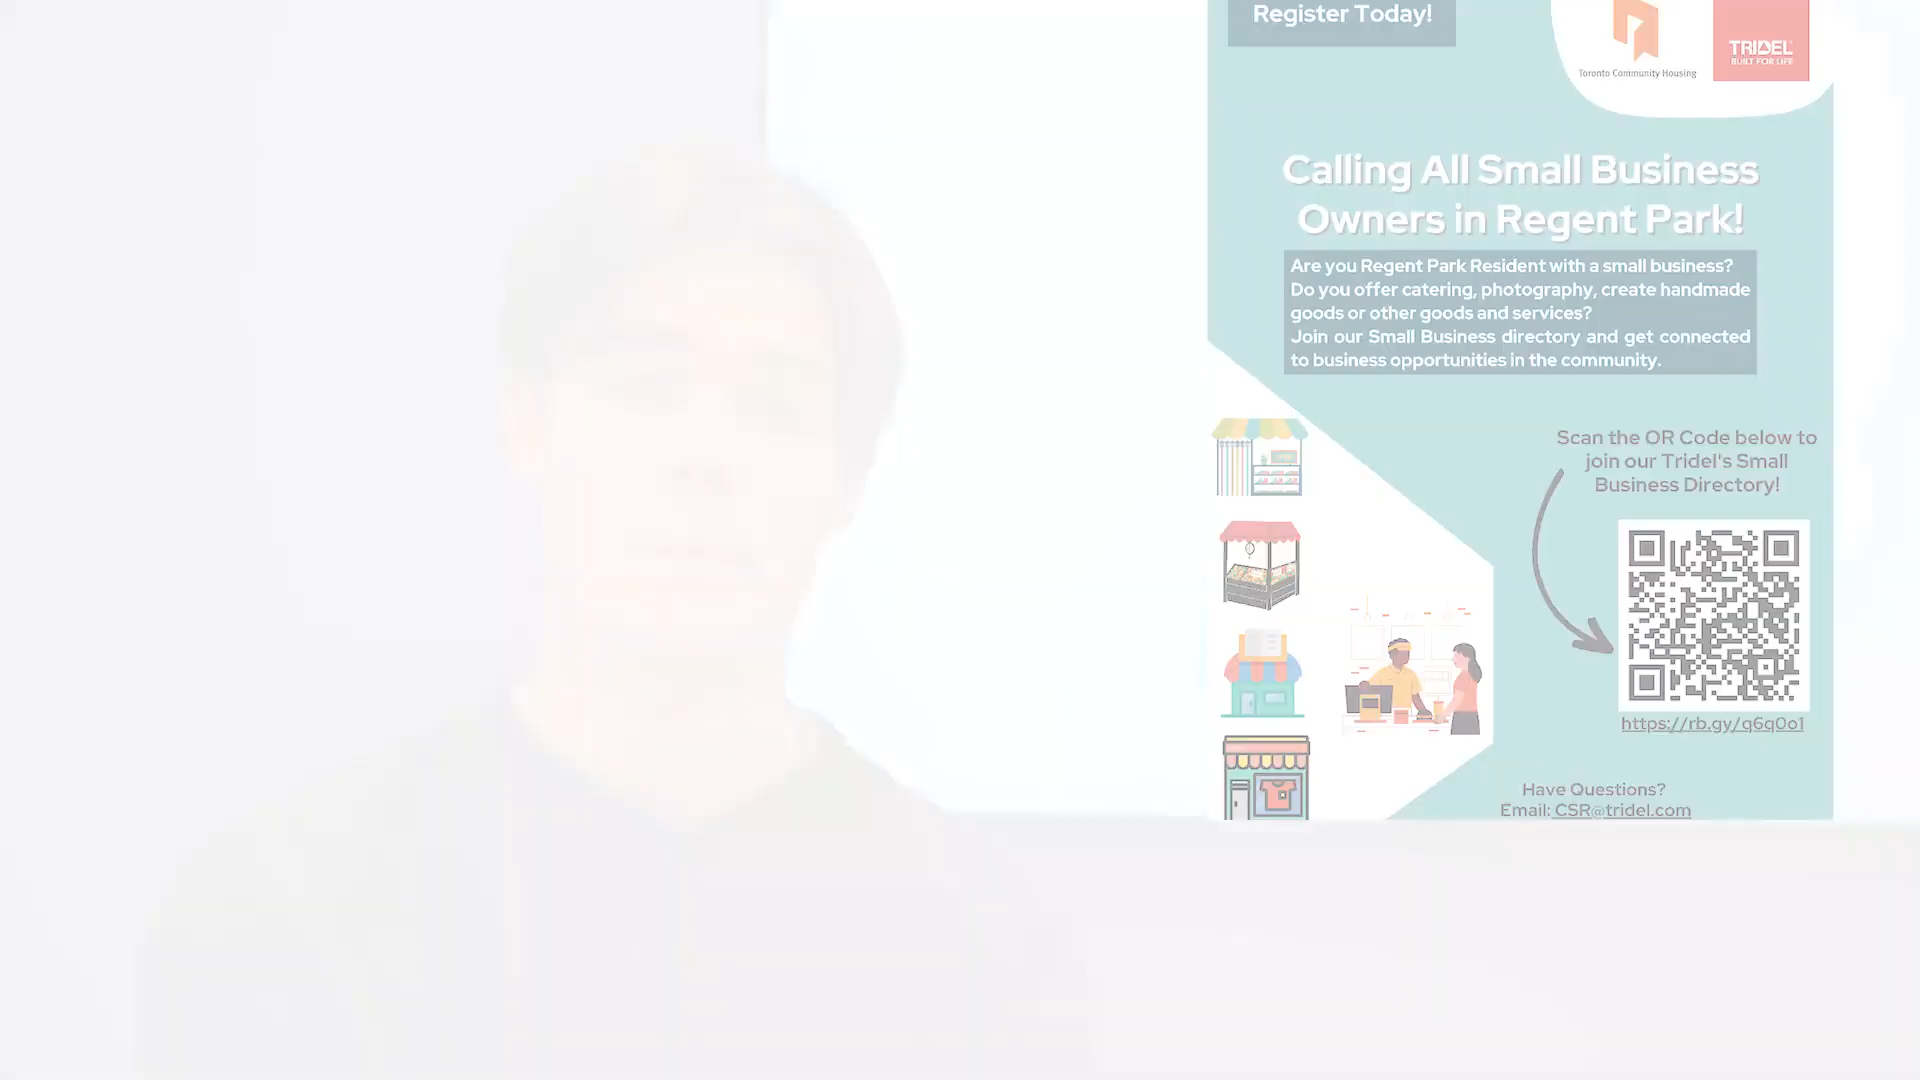 Register Today!
Toronto Community Housing
TRIDEL
BUILT FOR LIFE
Calling All Small Business
Owners in Regent Park!
Are you Regent Park Resident with a small business?
Do you offer catering, photography, create handmade
goods or other goods and services?
Join our Small Business directory and get connected
to business opportunities in the community.
Scan the QR Code below to
join our Tridel's Small
Business Directory!
https://rb.gy/q6q0o1
Have Questions?
Email: CSR@tridel.com